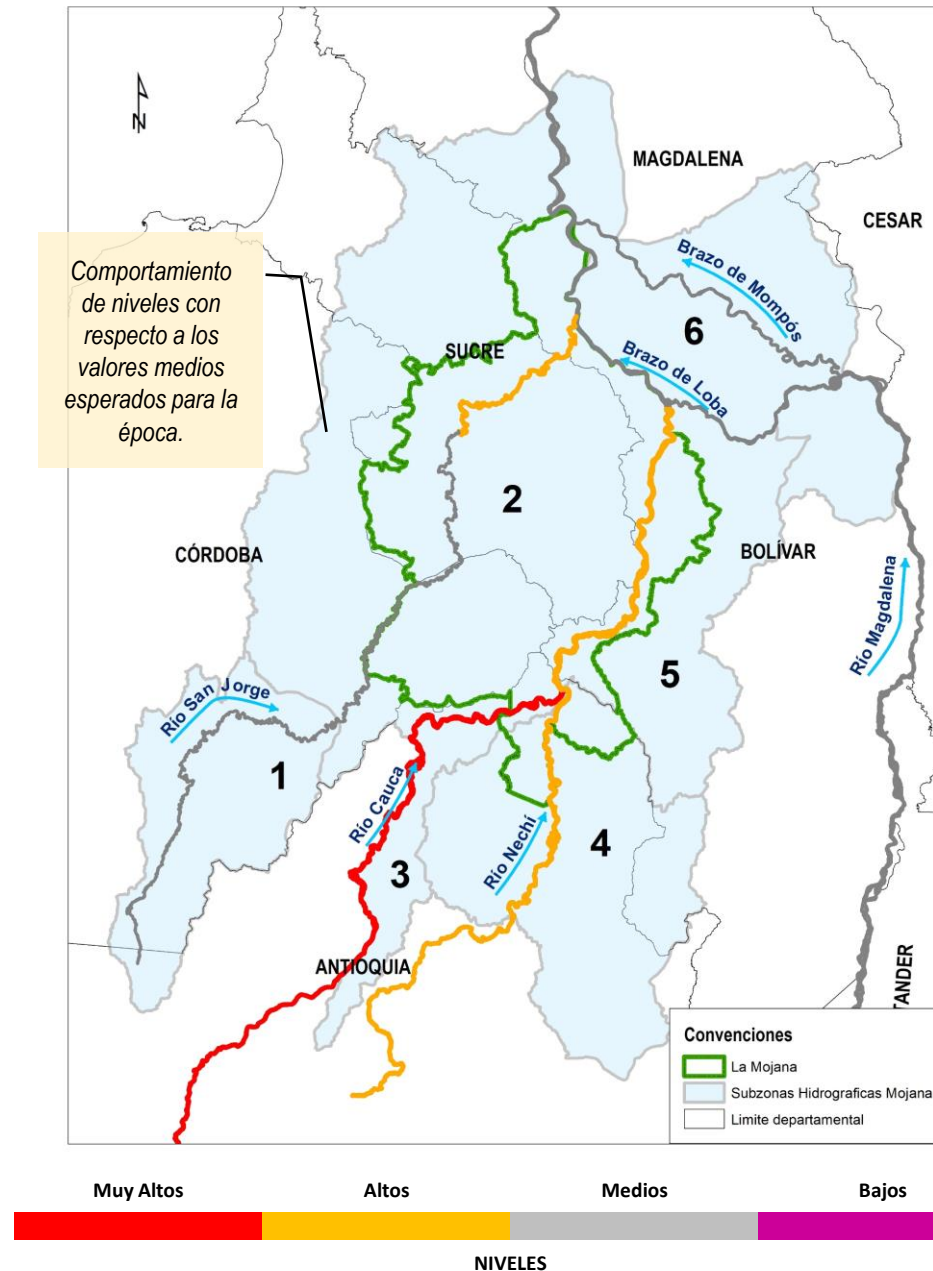 N
MAGDALENA
CESAR
Comportamiento
de niveles con
respecto a los
valores medios
esperados para la
época.
Brazo de Mompós
6
SUCRE
Brazo de Loba
2
CÓRDOBA
BOLÍVAR
Río Magdalena
5
Río San Jorge
1
Río Cauca
3
4
Río Nechí
ANTIOQUIA
TANDER
Convenciones
La Mojana
Subzonas Hidrograficas Mojana
Limite departamental
Muy Altos
Altos
Medios
Bajos
NIVELES